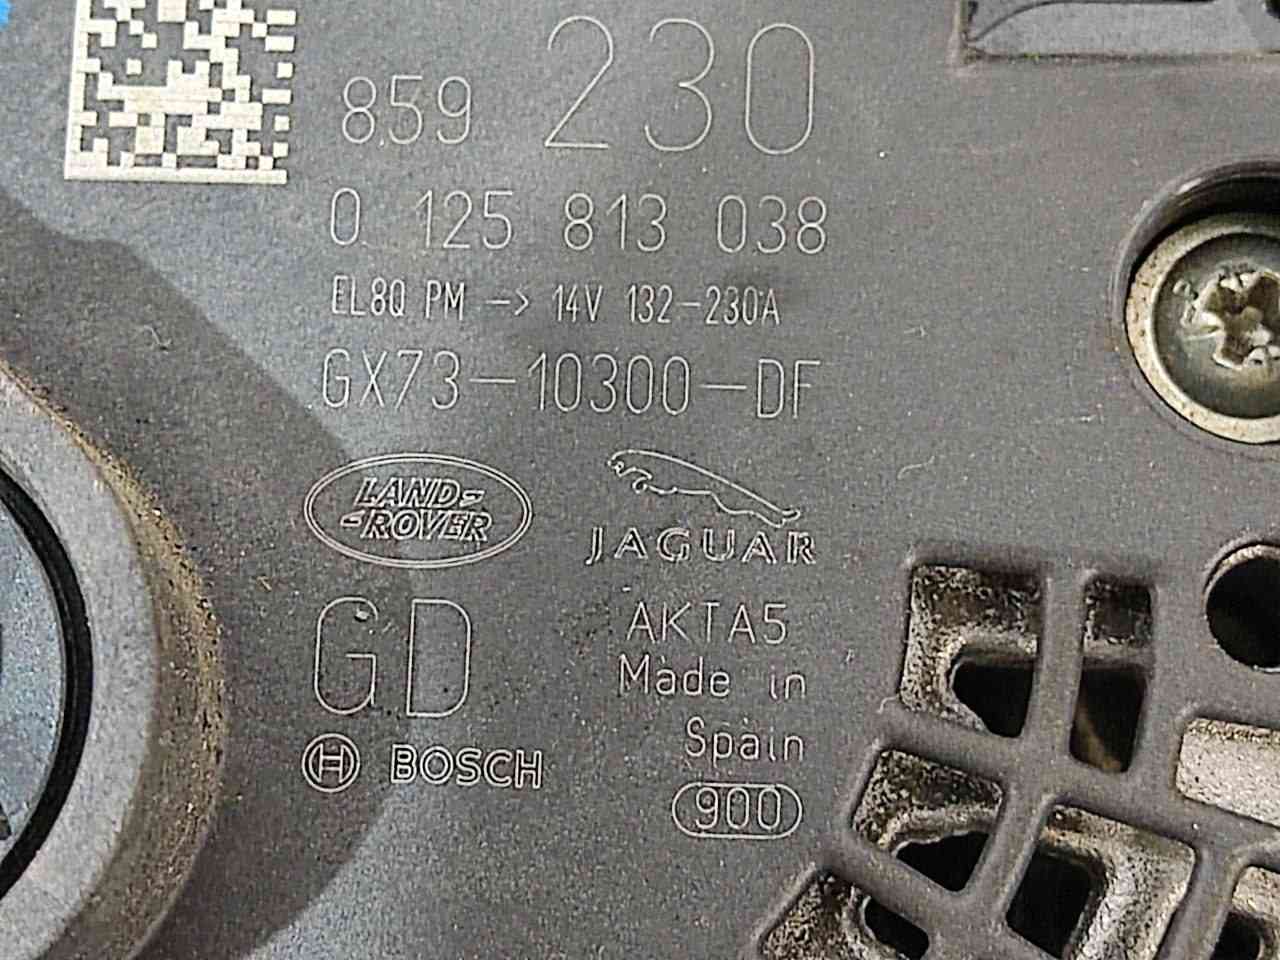 859 230
0 125 813 038
EL8Q PM -> 14V 132-230A
GX73-10300-DF
LAND-
-ROVER
JAGUAR
GD
AKTA5
Made in
Spain
BOSCH
900